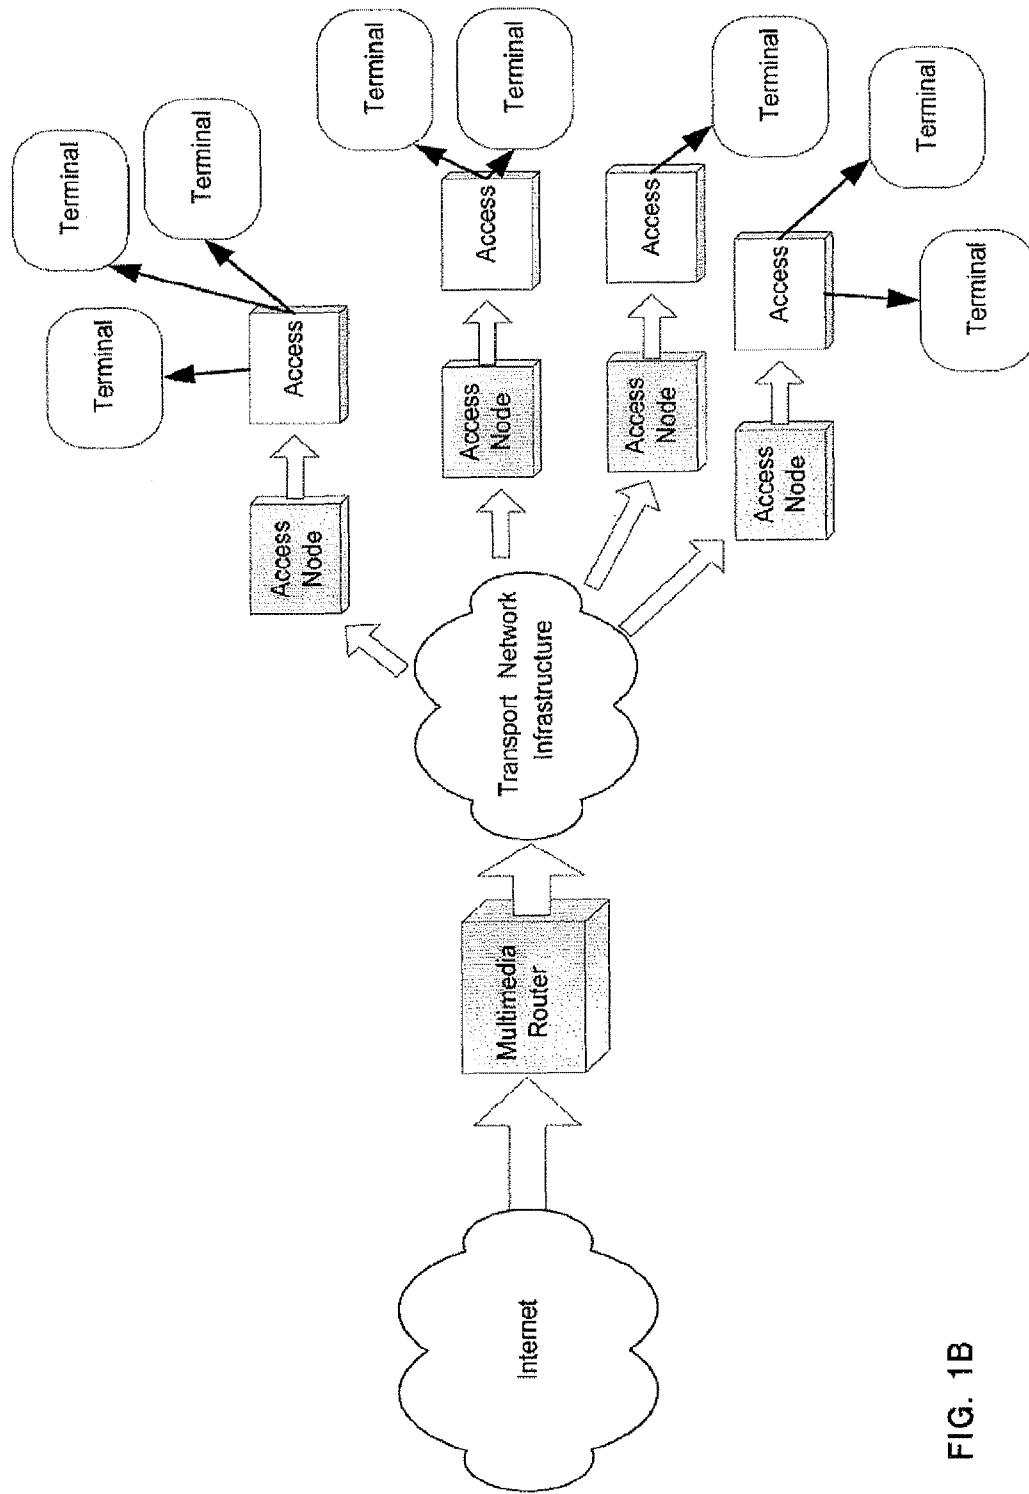 Internet
Multimedia
Router
Transport Network
Infrastructure
Access
Node
Access
Terminal
Terminal
Terminal
Access
Node
Access
Terminal
Terminal
Access
Node
Access
Terminal
Access
Node
Access
Terminal
Terminal
FIG. 1B